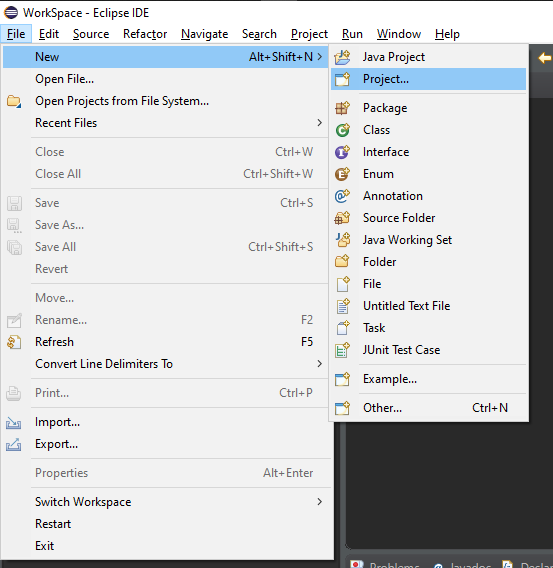 WorkSpace - Eclipse IDE
File Edit Source Refactor Navigate Search Project Run Window Help
New Alt+Shift+N >
Open File...
Open Projects from File System...
Recent Files >
Close Ctrl+W
Close All Ctrl+Shift+W
Save Ctrl+S
Save As...
Save All Ctrl+Shift+S
Revert
Move...
Rename... F2
Refresh F5
Convert Line Delimiters To >
Print... Ctrl+P
Import...
Export...
Properties Alt+Enter
Switch Workspace >
Restart
Exit
Java Project
Project...
Package
Class
Interface
Enum
Annotation
Source Folder
Java Working Set
Folder
File
Untitled Text File
Task
JUnit Test Case
Example...
Other... Ctrl+N
Problems Javadoc